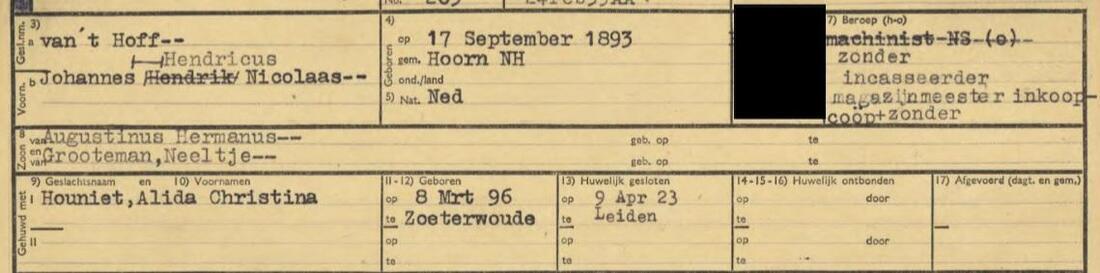 No. 265 24feb39AA.
Gesl.nm. 3) 4) 7) Beroep (h-o)
a van't Hoff-- Geboren op 17 September 1893 machinist NS (o)
Hendricus gem. Hoorn NH zonder
Voorn. b Johannes Hendrik Nicolaas-- ond./land incasseerder
5) Nat. Ned magazijnmeester inkoop-
coöp+zonder
Zoon 8 van Augustinus Hermanus-- geb. op te
en van Grooteman,Neeltje-- geb. op te
Gehuwd met 9) Geslachtsnaam en 10) Voornamen 11-12) Geboren 13) Huwelijk gesloten 14-15-16) Huwelijk ontbonden 17) Afgevoerd (dagt. en gem.)
I Houniet,Alida Christina op 8 Mrt 96 op 9 Apr 23 op door
te Zoeterwoude te Leiden te
II op op op door
te te te